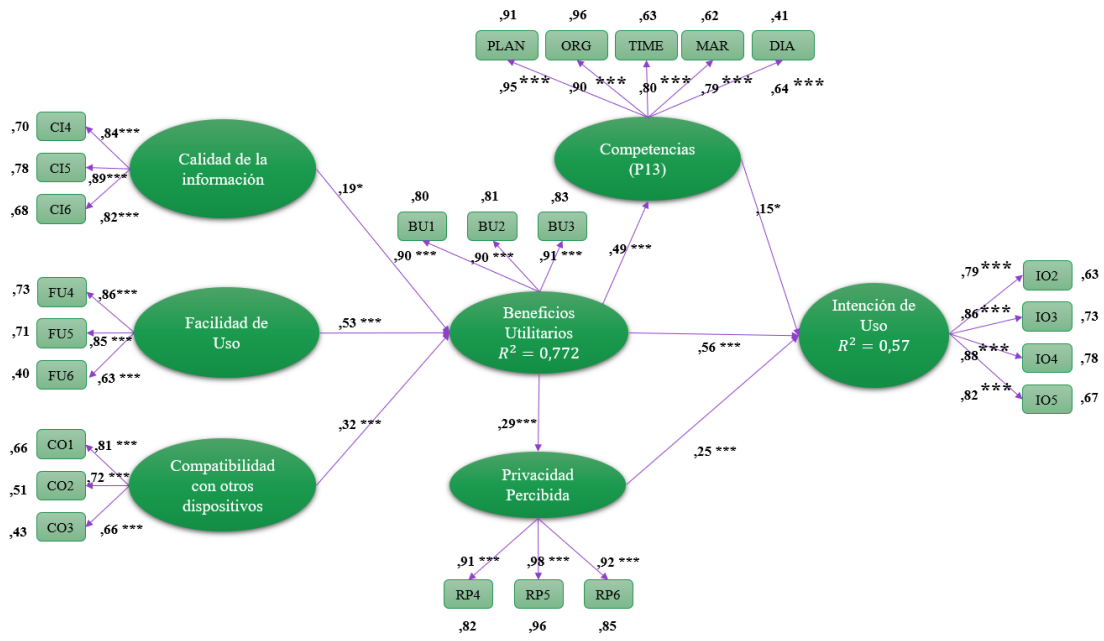 ,91 ,96 ,63 ,62 ,41
PLAN ORG TIME MAR DIA
,95*** ,90 *** ,80 *** ,79 *** ,64 ***
Competencias
(P13)
,70 CI4 ,84***
,78 CI5 ,89***
,68 CI6 ,82***
Calidad de la
información
,19*
,80 ,81 ,83
BU1 BU2 BU3
,90 *** ,90 *** ,91 ***
,49 ***
,15*
,73 FU4 ,86***
,71 FU5 ,85 ***
,40 FU6 ,63 ***
Facilidad de
Uso
,53 ***
Beneficios
Utilitarios
R² = 0,772
,56 ***
Intención de
Uso
R² = 0,57
,79*** IO2 ,63
,86*** IO3 ,73
,88 *** IO4 ,78
,82*** IO5 ,67
,66 CO1 ,81 ***
,51 CO2 ,72 ***
,43 CO3 ,66 ***
Compatibilidad
con otros
dispositivos
,32 ***
,29***
,25 ***
Privacidad
Percibida
,91 *** ,98 *** ,92 ***
RP4 RP5 RP6
,82 ,96 ,85